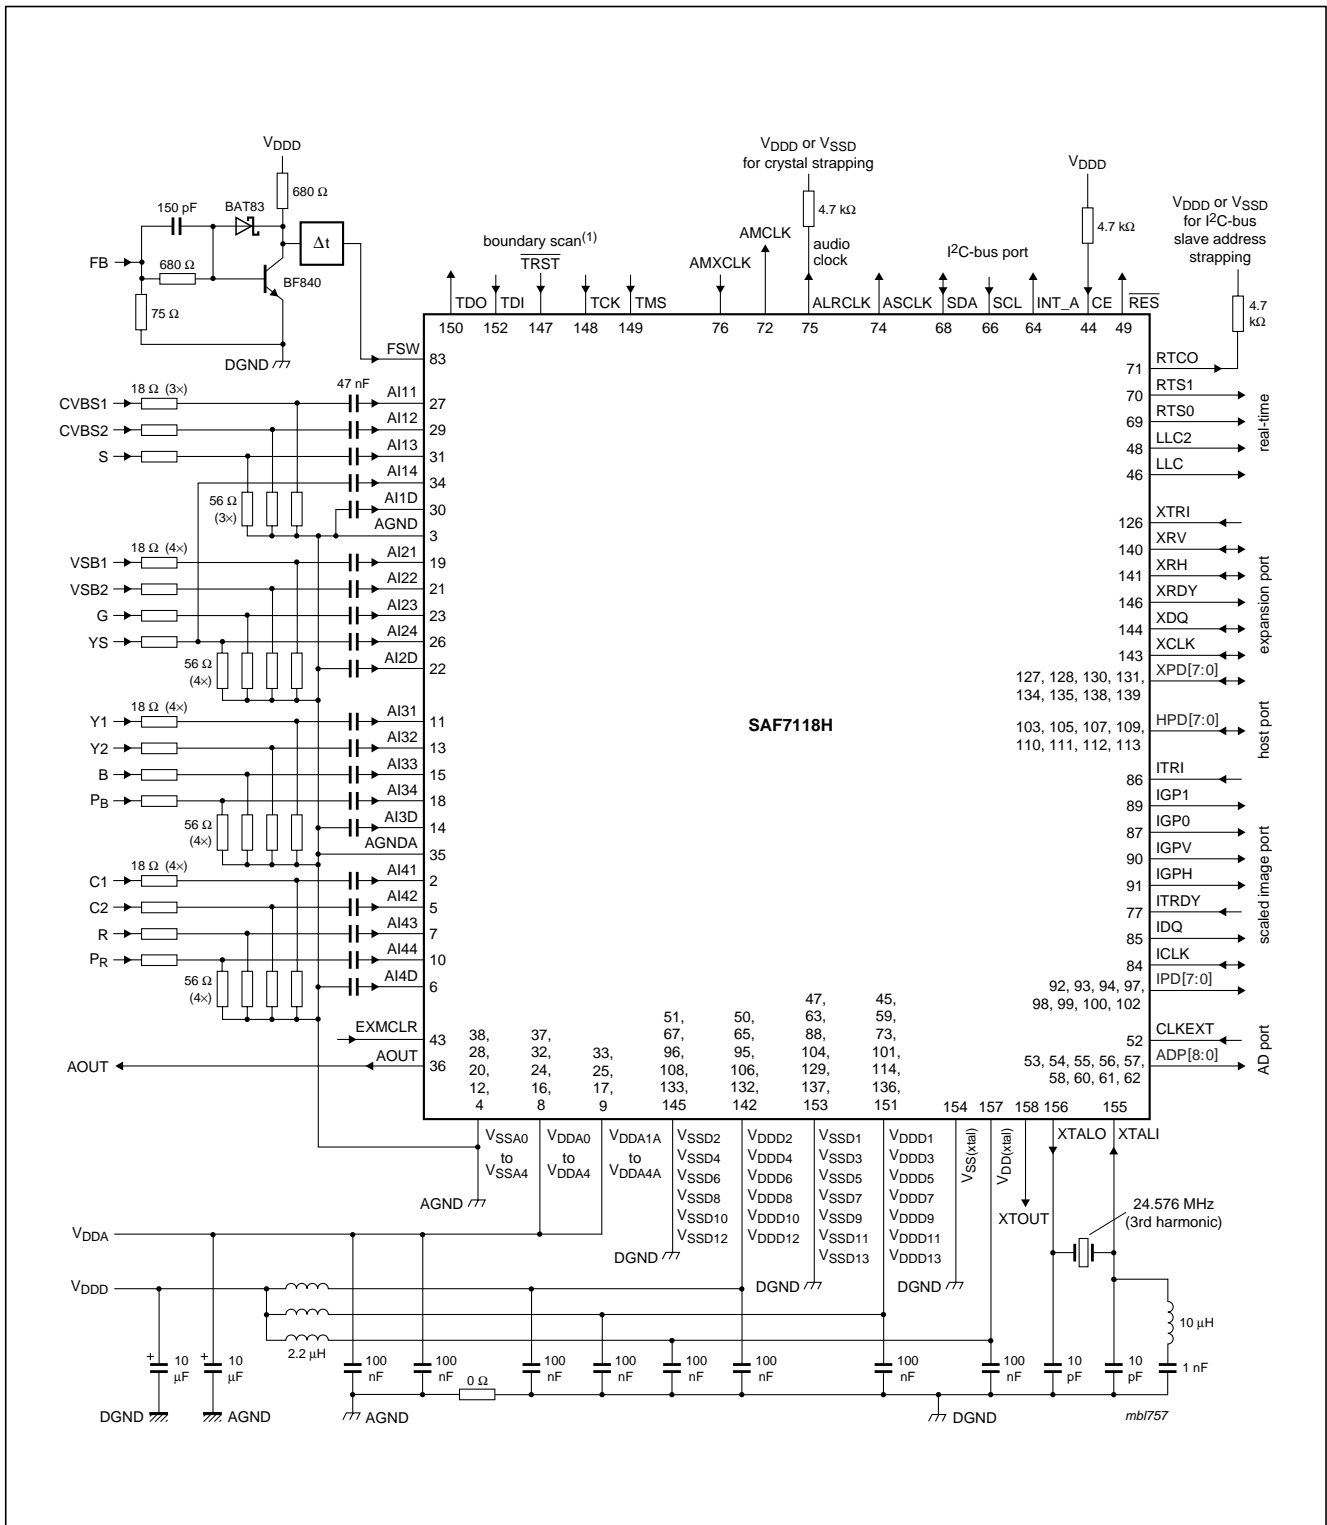 VDDD
680 Ω
150 pF
BAT83
Δt
FB
680 Ω
BF840
75 Ω
DGND
boundary scan(1)
TRST
TDO
TDI
TCK
TMS
150
152
147
148
149
VDDD or VSSD
for crystal strapping
4.7 kΩ
AMCLK
AMXCLK
audio
clock
ALRCLK
ASCLK
76
72
75
74
I2C-bus port
SDA
SCL
INT_A
CE
RES
68
66
64
44
49
VDDD
4.7 kΩ
VDDD or VSSD
for I2C-bus
slave address
strapping
4.7
kΩ
FSW
83
CVBS1
18 Ω (3×)
47 nF
AI11
27
CVBS2
AI12
29
S
AI13
31
AI14
34
56 Ω
(3×)
AI1D
30
AGND
3
VSB1
18 Ω (4×)
AI21
19
VSB2
AI22
21
G
AI23
23
YS
AI24
26
56 Ω
(4×)
AI2D
22
Y1
18 Ω (4×)
AI31
11
Y2
AI32
13
B
AI33
15
PB
AI34
18
56 Ω
(4×)
AI3D
14
AGNDA
35
C1
18 Ω (4×)
AI41
2
C2
AI42
5
R
AI43
7
PR
AI44
10
56 Ω
(4×)
AI4D
6
EXMCLR
43
AOUT
AOUT
36
SAF7118H
71
RTCO
70
RTS1
69
RTS0
48
LLC2
46
LLC
real-time
126
XTRI
140
XRV
141
XRH
146
XRDY
144
XDQ
143
XCLK
127, 128, 130, 131,
134, 135, 138, 139
XPD[7:0]
expansion port
103, 105, 107, 109,
110, 111, 112, 113
HPD[7:0]
host port
86
ITRI
89
IGP1
87
IGP0
90
IGPV
91
IGPH
77
ITRDY
85
IDQ
84
ICLK
92, 93, 94, 97,
98, 99, 100, 102
IPD[7:0]
scaled image port
52
CLKEXT
53, 54, 55, 56, 57,
58, 60, 61, 62
ADP[8:0]
AD port
38,
28,
20,
12,
4
37,
32,
24,
16,
8
33,
25,
17,
9
51,
67,
96,
108,
133,
145
50,
65,
95,
106,
132,
142
47,
63,
88,
104,
129,
137,
153
45,
59,
73,
101,
114,
136,
151
154
157
158
156
155
VSSA0
to
VSSA4
VDDA0
to
VDDA4
VDDA1A
to
VDDA4A
VSSD2
VSSD4
VSSD6
VSSD8
VSSD10
VSSD12
VDDD2
VDDD4
VDDD6
VDDD8
VDDD10
VDDD12
VSSD1
VSSD3
VSSD5
VSSD7
VSSD9
VSSD11
VSSD13
VDDD1
VDDD3
VDDD5
VDDD7
VDDD9
VDDD11
VDDD13
VSS(xtal)
VDD(xtal)
XTOUT
XTALO
XTALI
AGND
DGND
DGND
DGND
24.576 MHz
(3rd harmonic)
VDDA
VDDD
2.2 μH
10 μH
+
10
μF
+
10
μF
100
nF
100
nF
100
nF
100
nF
100
nF
100
nF
100
nF
100
nF
10
pF
10
pF
1 nF
0 Ω
DGND
AGND
AGND
DGND
mbl757